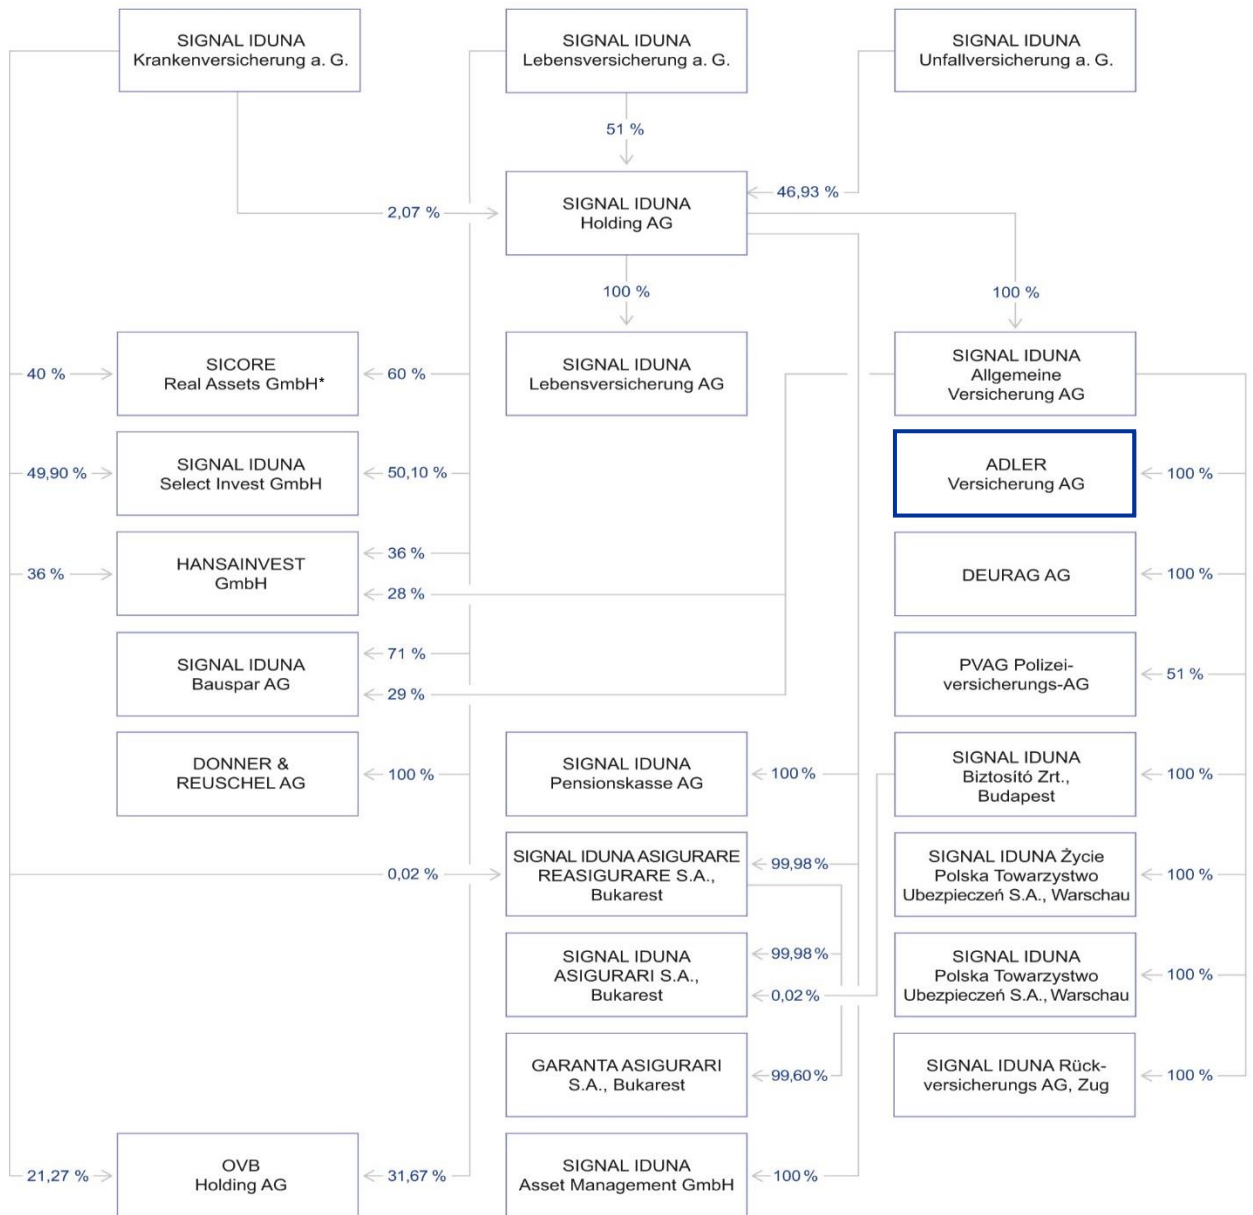 SIGNAL IDUNA
Krankenversicherung a. G.
SIGNAL IDUNA
Lebensversicherung a. G.
SIGNAL IDUNA
Unfallversicherung a. G.
51 %
2,07 %
SIGNAL IDUNA
Holding AG
46,93 %
100 %
100 %
40 %
SICORE
Real Assets GmbH*
60 %
SIGNAL IDUNA
Lebensversicherung AG
SIGNAL IDUNA
Allgemeine
Versicherung AG
49,90 %
SIGNAL IDUNA
Select Invest GmbH
50,10 %
ADLER
Versicherung AG
100 %
36 %
HANSAINVEST
GmbH
36 %
28 %
DEURAG AG
100 %
SIGNAL IDUNA
Bauspar AG
71 %
29 %
PVAG Polizei-
versicherungs-AG
51 %
DONNER &
REUSCHEL AG
100 %
SIGNAL IDUNA
Pensionskasse AG
100 %
SIGNAL IDUNA
Biztosító Zrt.,
Budapest
100 %
0,02 %
SIGNAL IDUNA ASIGURARE
REASIGURARE S.A.,
Bukarest
99,98 %
SIGNAL IDUNA Życie
Polska Towarzystwo
Ubezpieczeń S.A., Warschau
100 %
SIGNAL IDUNA
ASIGURARI S.A.,
Bukarest
99,98 %
0,02 %
SIGNAL IDUNA
Polska Towarzystwo
Ubezpieczeń S.A., Warschau
100 %
GARANTA ASIGURARI
S.A., Bukarest
99,60 %
SIGNAL IDUNA Rück-
versicherungs AG, Zug
100 %
21,27 %
OVB
Holding AG
31,67 %
SIGNAL IDUNA
Asset Management GmbH
100 %